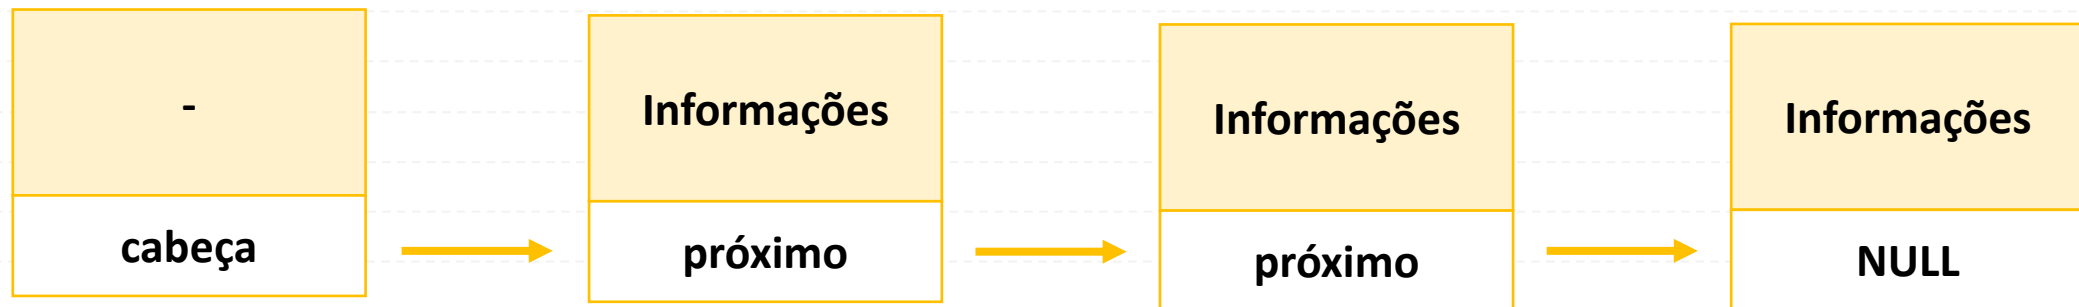 -
cabeça
Informações
próximo
Informações
próximo
Informações
NULL